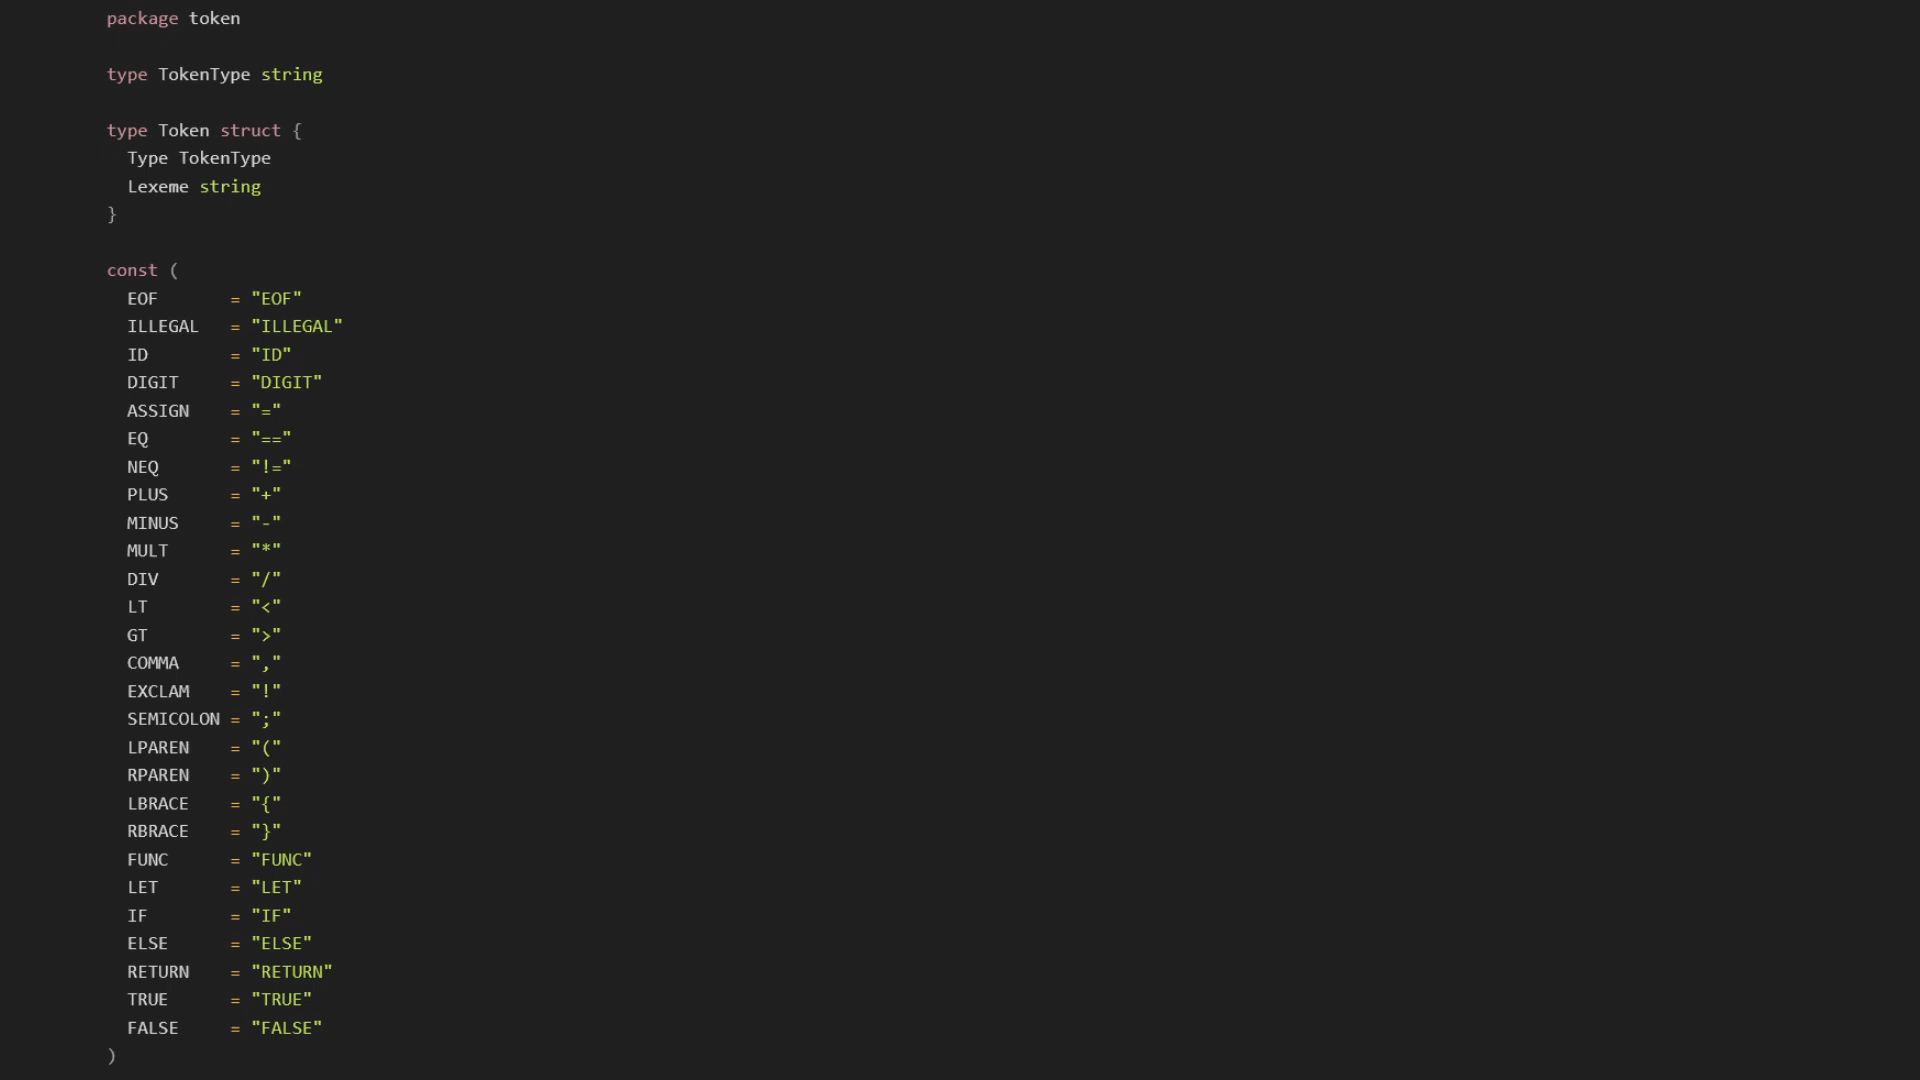 package token
type TokenType string
type Token struct {
  Type TokenType
  Lexeme string
}
const (
  EOF       = "EOF"
  ILLEGAL   = "ILLEGAL"
  ID        = "ID"
  DIGIT     = "DIGIT"
  ASSIGN    = "="
  EQ        = "=="
  NEQ       = "!="
  PLUS      = "+"
  MINUS     = "-"
  MULT      = "*"
  DIV       = "/"
  LT        = "<"
  GT        = ">"
  COMMA     = ","
  EXCLAM    = "!"
  SEMICOLON = ";"
  LPAREN    = "("
  RPAREN    = ")"
  LBRACE    = "{"
  RBRACE    = "}"
  FUNC      = "FUNC"
  LET       = "LET"
  IF        = "IF"
  ELSE      = "ELSE"
  RETURN    = "RETURN"
  TRUE      = "TRUE"
  FALSE     = "FALSE"
)